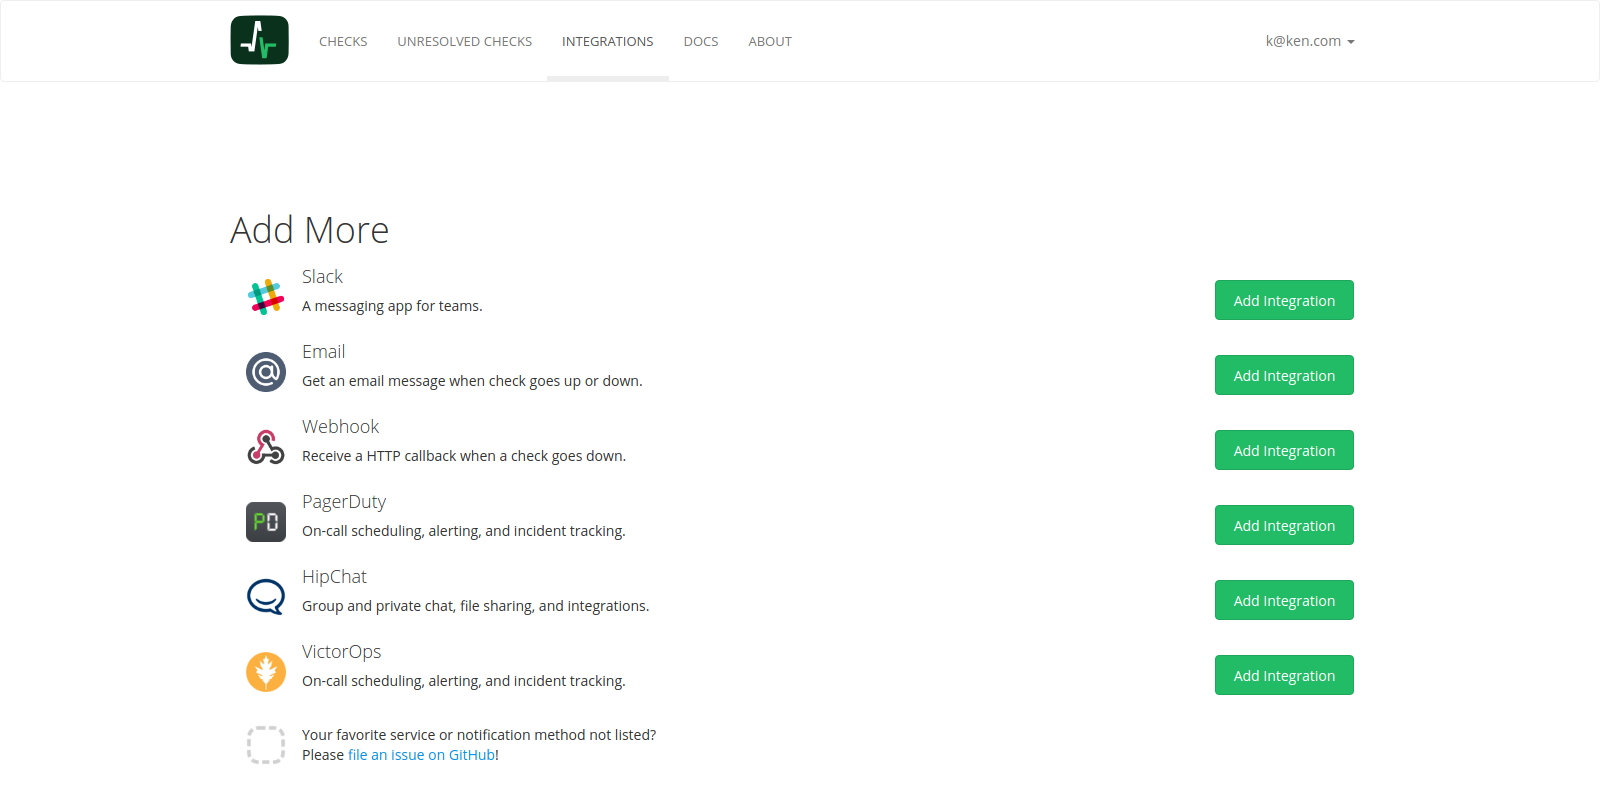 CHECKS UNRESOLVED CHECKS INTEGRATIONS DOCS ABOUT k@ken.com
Add More
Slack
A messaging app for teams.
Add Integration
Email
Get an email message when check goes up or down.
Add Integration
Webhook
Receive a HTTP callback when a check goes down.
Add Integration
PD
PagerDuty
On-call scheduling, alerting, and incident tracking.
Add Integration
HipChat
Group and private chat, file sharing, and integrations.
Add Integration
VictorOps
On-call scheduling, alerting, and incident tracking.
Add Integration
Your favorite service or notification method not listed?
Please file an issue on GitHub!